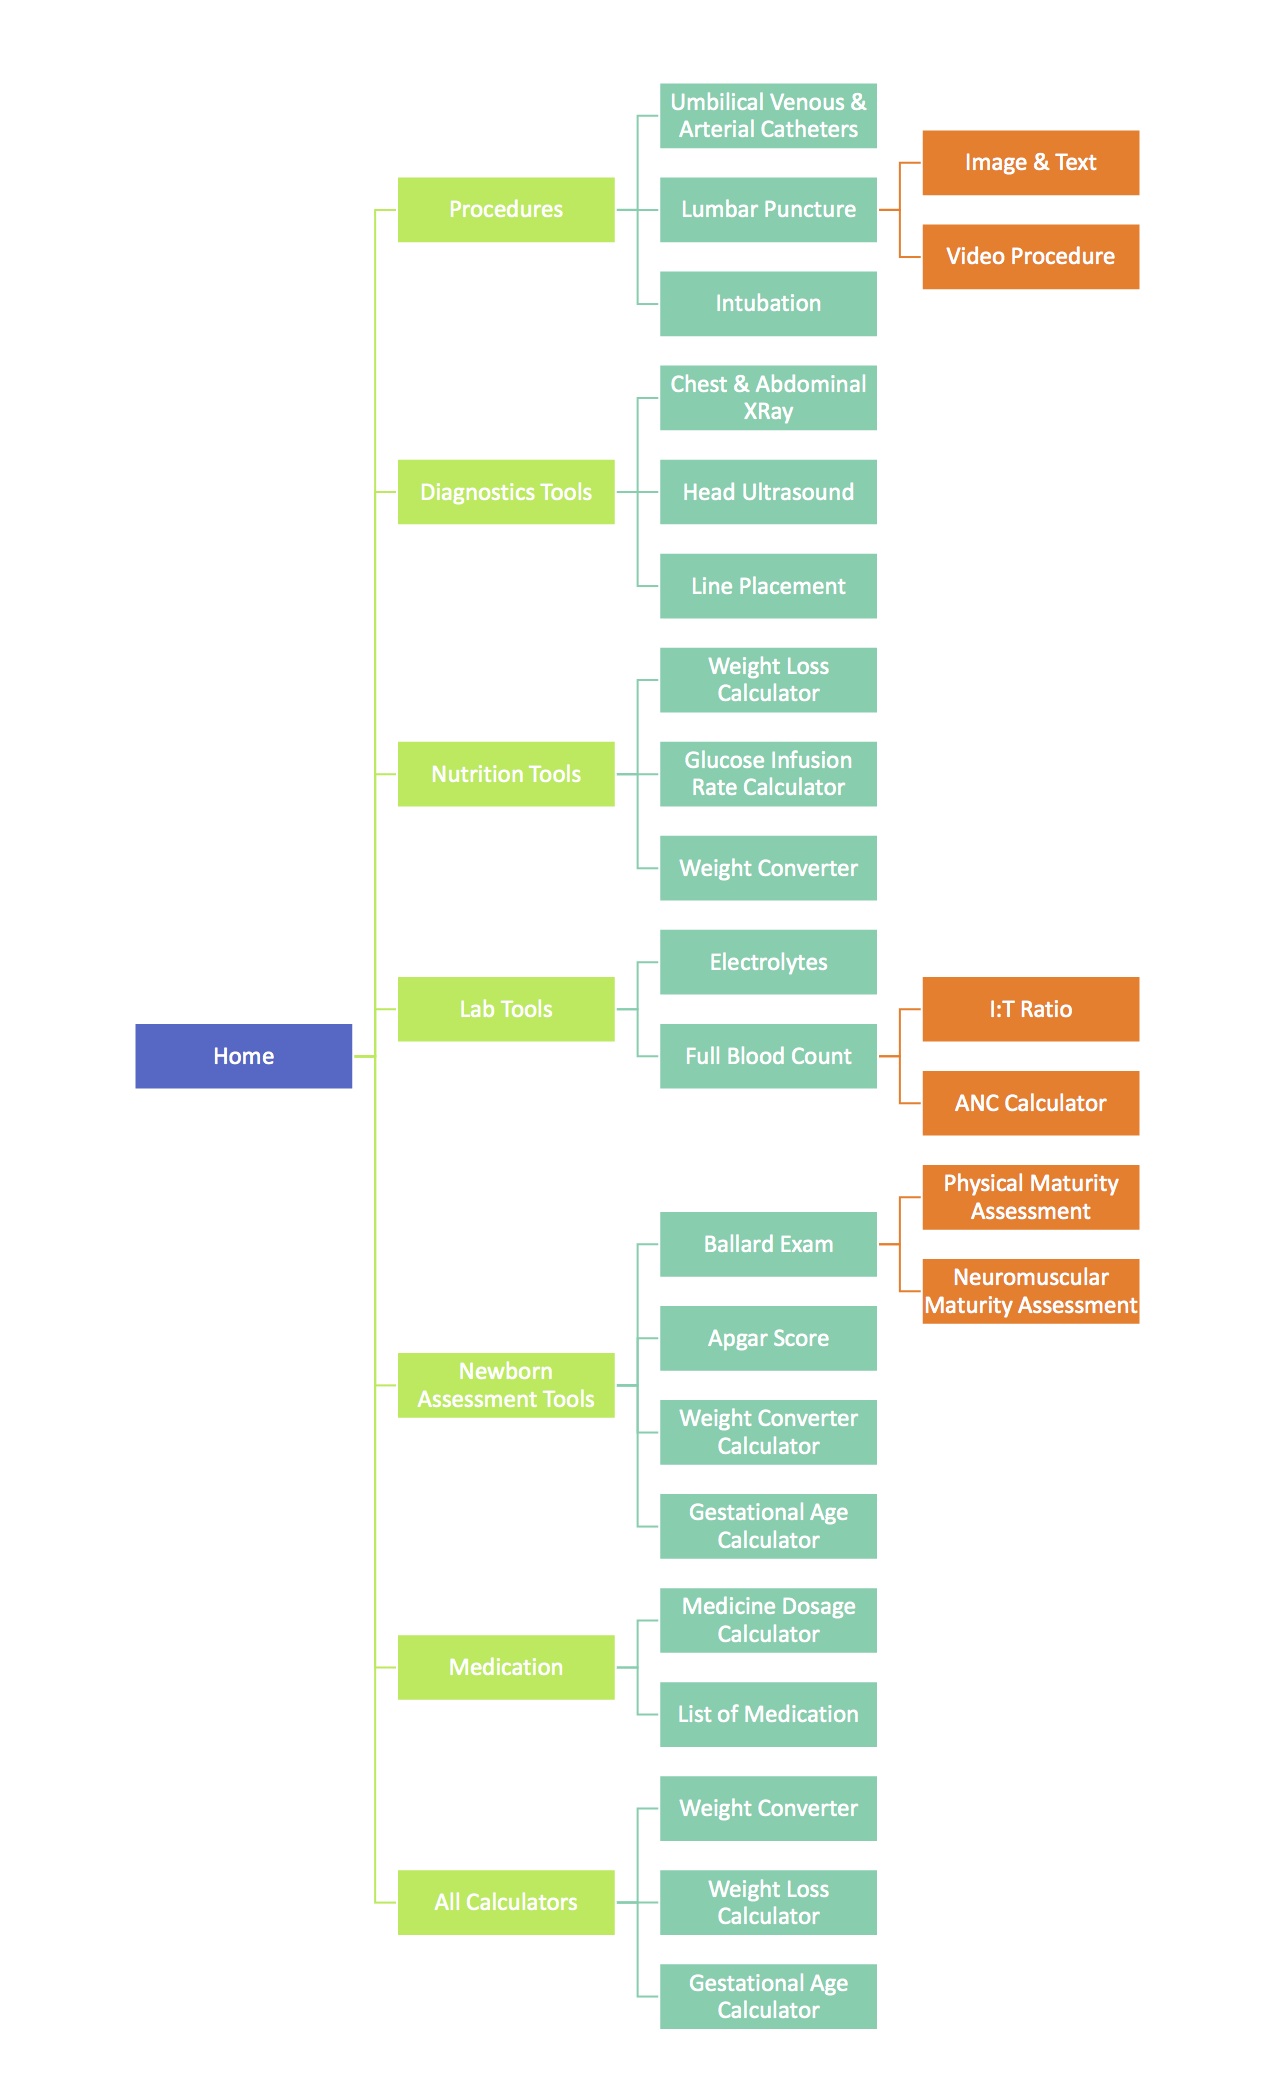 Umbilical Venous &
Arterial Catheters
Image & Text
Procedures
Lumbar Puncture
Video Procedure
Intubation
Chest & Abdominal
XRay
Diagnostics Tools
Head Ultrasound
Line Placement
Weight Loss
Calculator
Nutrition Tools
Glucose Infusion
Rate Calculator
Weight Converter
Electrolytes
Lab Tools
I:T Ratio
Home
Full Blood Count
ANC Calculator
Physical Maturity
Assessment
Ballard Exam
Neuromuscular
Maturity Assessment
Apgar Score
Newborn
Assessment Tools
Weight Converter
Calculator
Gestational Age
Calculator
Medicine Dosage
Calculator
Medication
List of Medication
Weight Converter
All Calculators
Weight Loss
Calculator
Gestational Age
Calculator